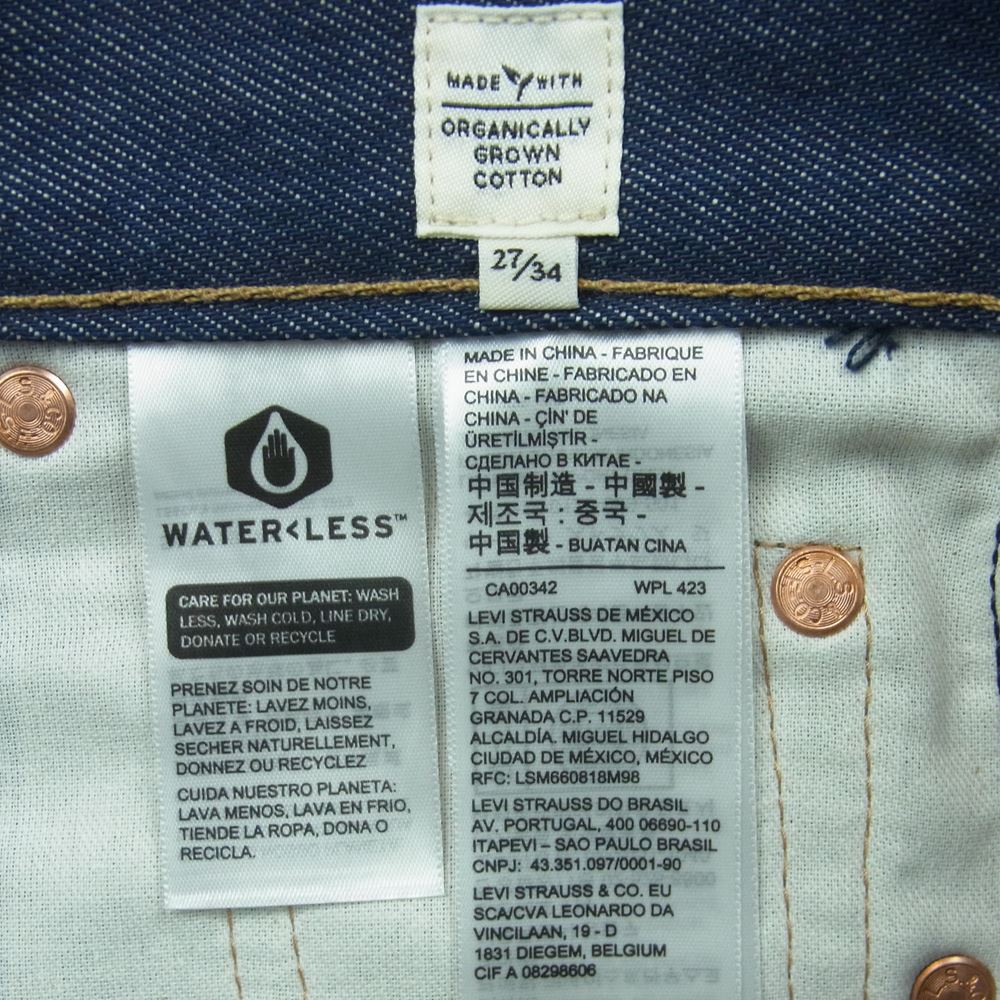 MADE WITH
ORGANICALLY
GROWN
COTTON
27/34
WATER<LESS™
CARE FOR OUR PLANET: WASH
LESS, WASH COLD, LINE DRY,
DONATE OR RECYCLE
PRENEZ SOIN DE NOTRE
PLANETE: LAVEZ MOINS,
LAVEZ A FROID, LAISSEZ
SECHER NATURELLEMENT,
DONNEZ OU RECYCLEZ
CUIDA NUESTRO PLANETA:
LAVA MENOS, LAVA EN FRIO,
TIENDE LA ROPA, DONA O
RECICLA.
MADE IN CHINA - FABRIQUE
EN CHINE - FABRICADO EN
CHINA - FABRICADO NA
CHINA - ÇİN' DE
ÜRETİLMİŞTİR -
СДЕЛАНО В КИТАЕ -
中国制造 - 中國製 -
제조국 : 중국 -
中国製 - BUATAN CINA
CA00342 WPL 423
LEVI STRAUSS DE MÉXICO
S.A. DE C.V.BLVD. MIGUEL DE
CERVANTES SAAVEDRA
NO. 301, TORRE NORTE PISO
7 COL. AMPLIACIÓN
GRANADA C.P. 11529
ALCALDÍA. MIGUEL HIDALGO
CIUDAD DE MÉXICO, MÉXICO
RFC: LSM660818M98
LEVI STRAUSS DO BRASIL
AV. PORTUGAL, 400 06690-110
ITAPEVI – SAO PAULO BRASIL
CNPJ: 43.351.097/0001-90
LEVI STRAUSS & CO. EU
SCA/CVA LEONARDO DA
VINCILAAN, 19 - D
1831 DIEGEM, BELGIUM
CIF A 08298606